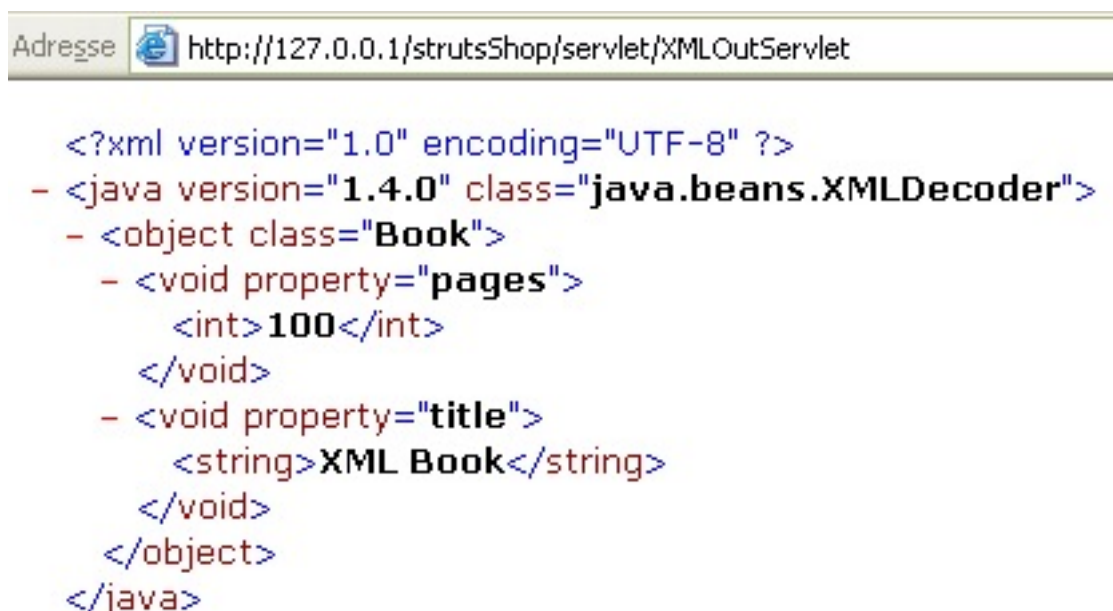 Adresse http://127.0.0.1/strutsShop/servlet/XMLOutServlet
<?xml version="1.0" encoding="UTF-8" ?>
- <java version="1.4.0" class="java.beans.XMLDecoder">
- <object class="Book">
- <void property="pages">
<int>100</int>
</void>
- <void property="title">
<string>XML Book</string>
</void>
</object>
</java>